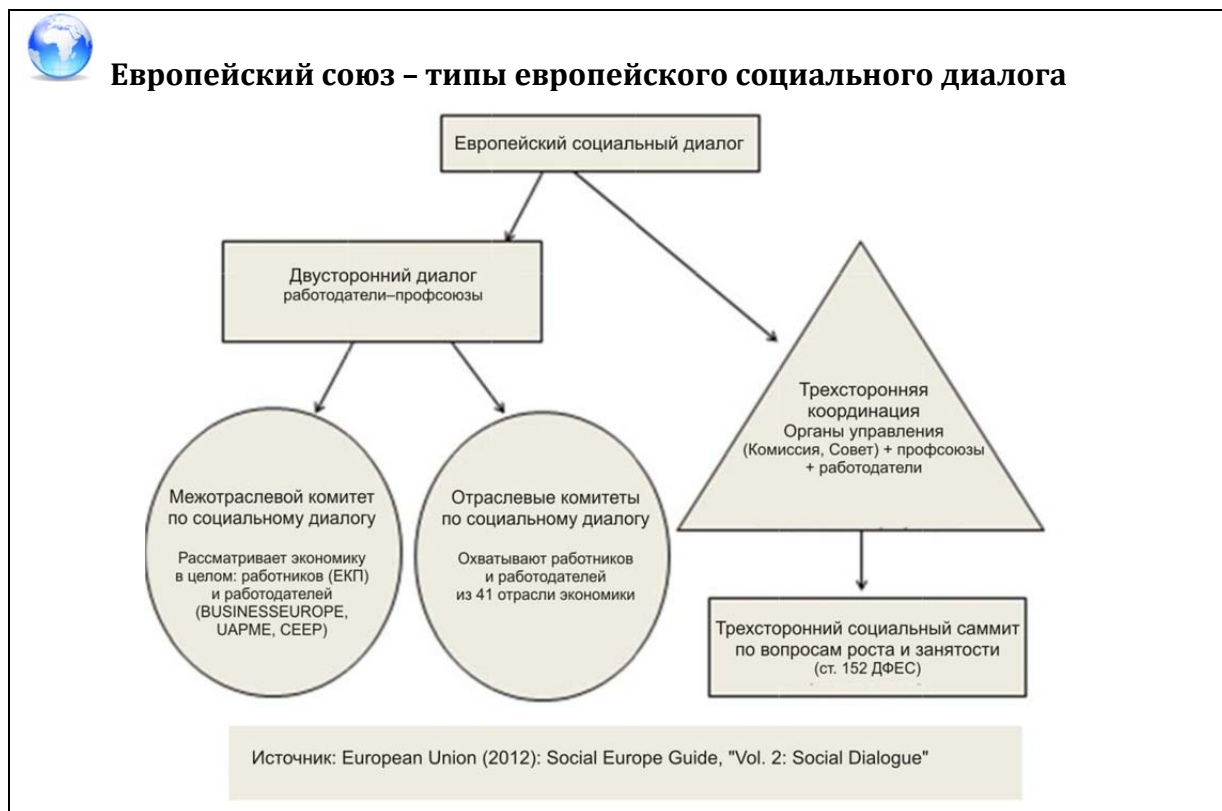 Европейский союз – типы европейского социального диалога
Европейский социальный диалог
Двусторонний диалог
работодатели–профсоюзы
Трехсторонняя
координация
Органы управления
(Комиссия, Совет) + профсоюзы
+ работодатели
Межотраслевой комитет
по социальному диалогу
Рассматривает экономику
в целом: работников (ЕКП)
и работодателей
(BUSINESSEUROPE,
UAPME, CEEP)
Отраслевые комитеты
по социальному диалогу
Охватывают работников
и работодателей
из 41 отрасли экономики
Трехсторонний социальный саммит
по вопросам роста и занятости
(ст. 152 ДФЕС)
Источник: European Union (2012): Social Europe Guide, "Vol. 2: Social Dialogue"